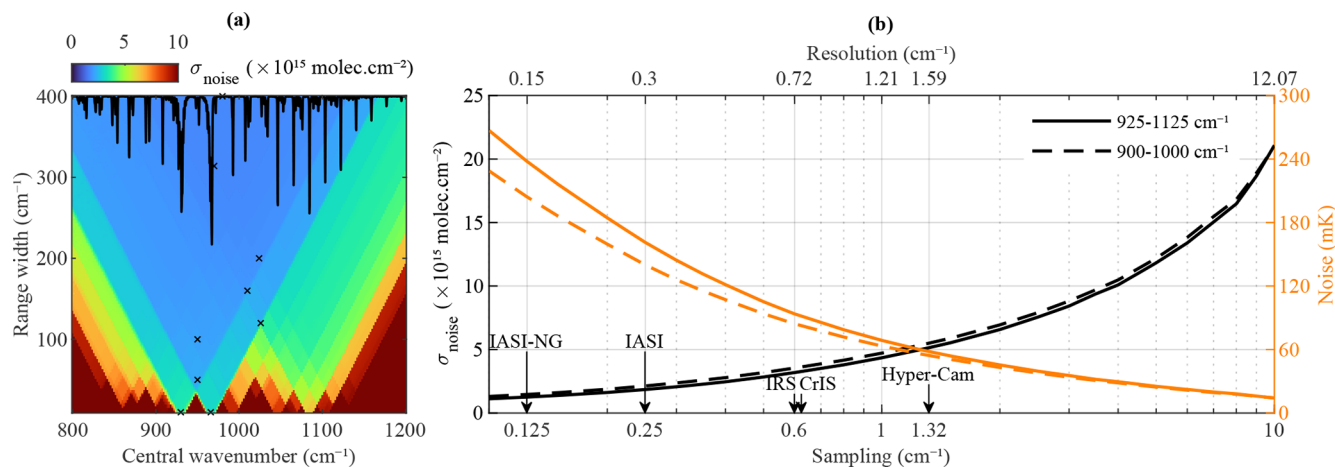 (a)
0 5 10
σnoise (×10¹⁵ molec.cm⁻²)
400
300
200
100
Range width (cm⁻¹)
800 900 1000 1100 1200
Central wavenumber (cm⁻¹)
(b)
Resolution (cm⁻¹)
0.15 0.3 0.72 1.21 1.59 12.07
25
20
15
10
5
0
σnoise (×10¹⁵ molec.cm⁻²)
925-1125 cm⁻¹
900-1000 cm⁻¹
IASI-NG IASI IRS CrIS Hyper-Cam
300
240
180
120
60
0
Noise (mK)
0.125 0.25 0.6 1 1.32 10
Sampling (cm⁻¹)